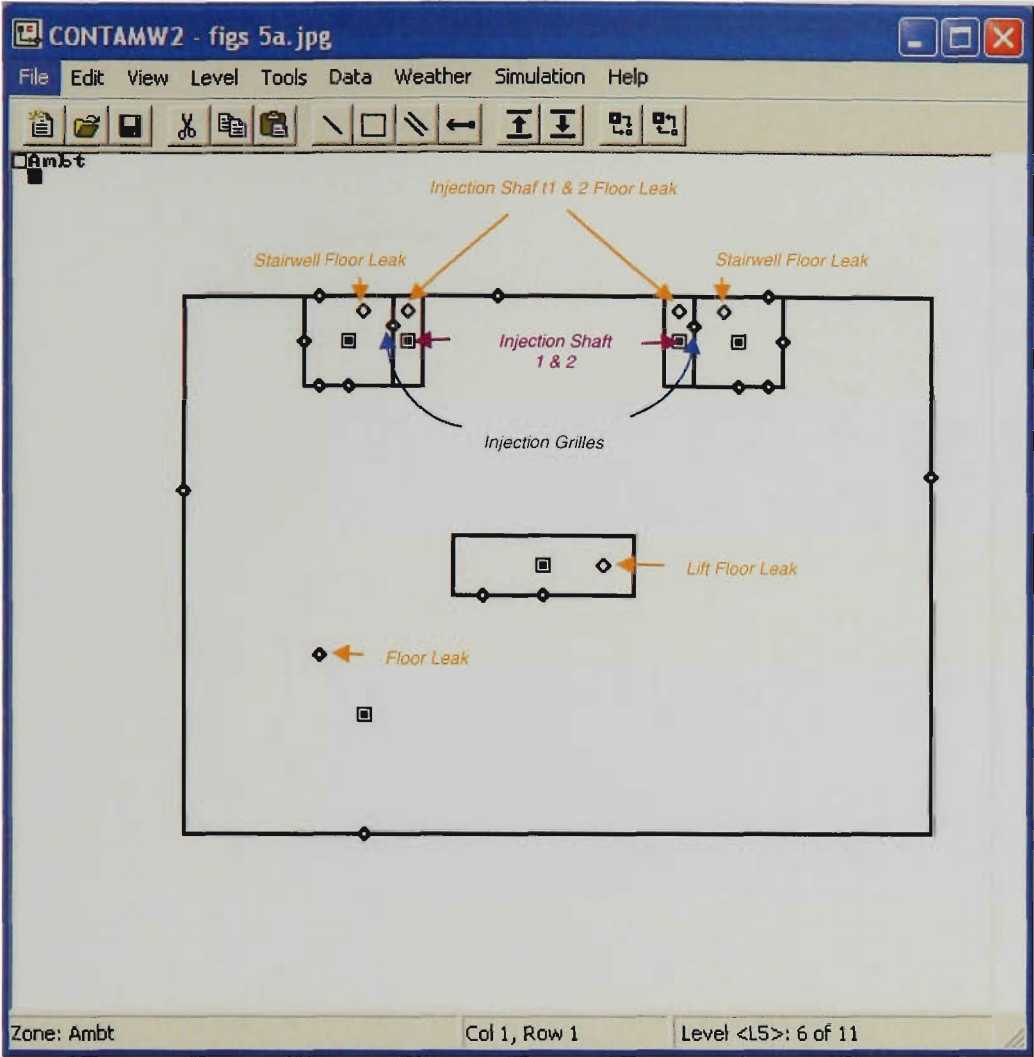 CONTAMW2 - figs 5a.jpg
File Edit View Level Tools Data Weather Simulation Help
Ambt
Injection Shaf t1 & 2 Floor Leak
Stairwell Floor Leak
Stairwell Floor Leak
Injection Shaft
1 & 2
Injection Grilles
Lift Floor Leak
Floor Leak
Zone: Ambt
Col 1, Row 1
Level <L5>: 6 of 11